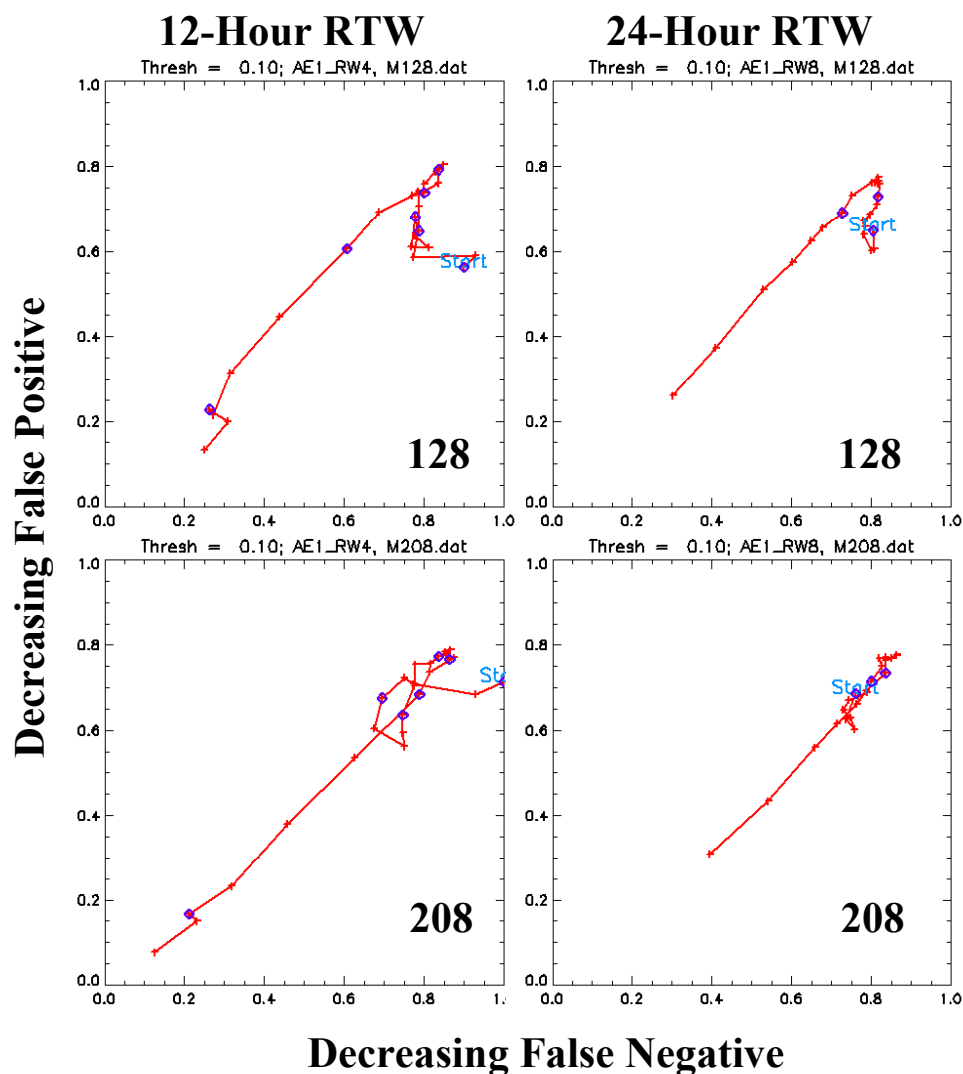 12-Hour RTW 24-Hour RTW
Thresh = 0.10; AE1_RW4, M128.dat
1.0
0.8
0.6
0.4
0.2
0.0
Start
128
0.0 0.2 0.4 0.6 0.8 1.0
Thresh = 0.10; AE1_RW8, M128.dat
1.0
0.8
0.6
0.4
0.2
0.0
Start
128
0.0 0.2 0.4 0.6 0.8 1.0
Decreasing False Positive
Thresh = 0.10; AE1_RW4, M208.dat
1.0
0.8
0.6
0.4
0.2
0.0
Sta
208
0.0 0.2 0.4 0.6 0.8 1.0
Thresh = 0.10; AE1_RW8, M208.dat
1.0
0.8
0.6
0.4
0.2
0.0
Start
208
0.0 0.2 0.4 0.6 0.8 1.0
Decreasing False Negative